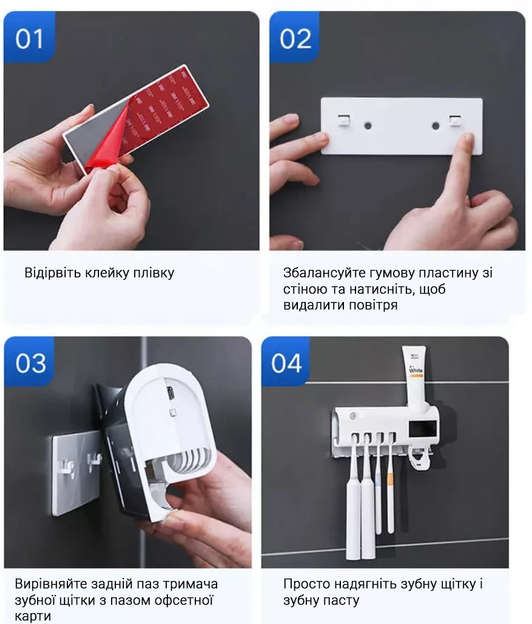 01
Відірвіть клейку плівку
02
Збалансуйте гумову пластину зі
стіною та натисніть, щоб
видалити повітря
03
Вирівняйте задній паз тримача
зубної щітки з пазом офсетної
карти
04
White
Просто надягніть зубну щітку і
зубну пасту